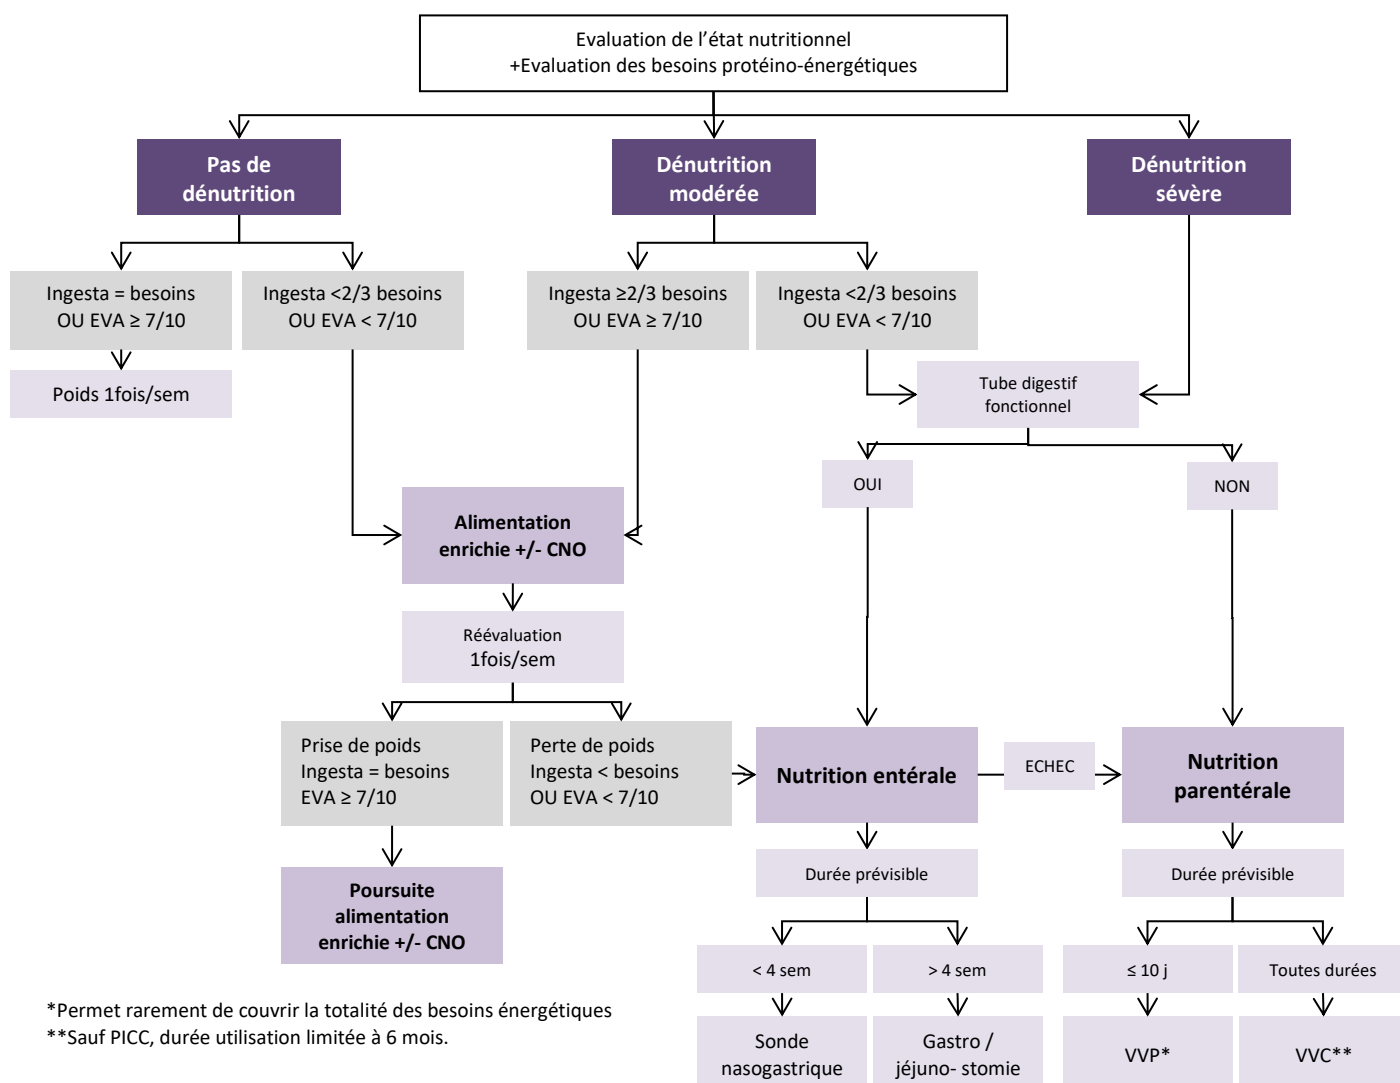 Evaluation de l'état nutritionnel
+Evaluation des besoins protéino-énergétiques
Pas de
dénutrition
Dénutrition
modérée
Dénutrition
sévère
Ingesta = besoins
OU EVA ≥ 7/10
Ingesta <2/3 besoins
OU EVA < 7/10
Ingesta ≥2/3 besoins
OU EVA ≥ 7/10
Ingesta <2/3 besoins
OU EVA < 7/10
Poids 1fois/sem
Tube digestif
fonctionnel
OUI
NON
Alimentation
enrichie +/- CNO
Réévaluation
1fois/sem
Prise de poids
Ingesta = besoins
EVA ≥ 7/10
Perte de poids
Ingesta < besoins
OU EVA < 7/10
Nutrition entérale
ECHEC
Nutrition
parentérale
Poursuite
alimentation
enrichie +/- CNO
Durée prévisible
Durée prévisible
< 4 sem
> 4 sem
≤ 10 j
Toutes durées
Sonde
nasogastrique
Gastro /
jéjuno- stomie
VVP*
VVC**
*Permet rarement de couvrir la totalité des besoins énergétiques
**Sauf PICC, durée utilisation limitée à 6 mois.